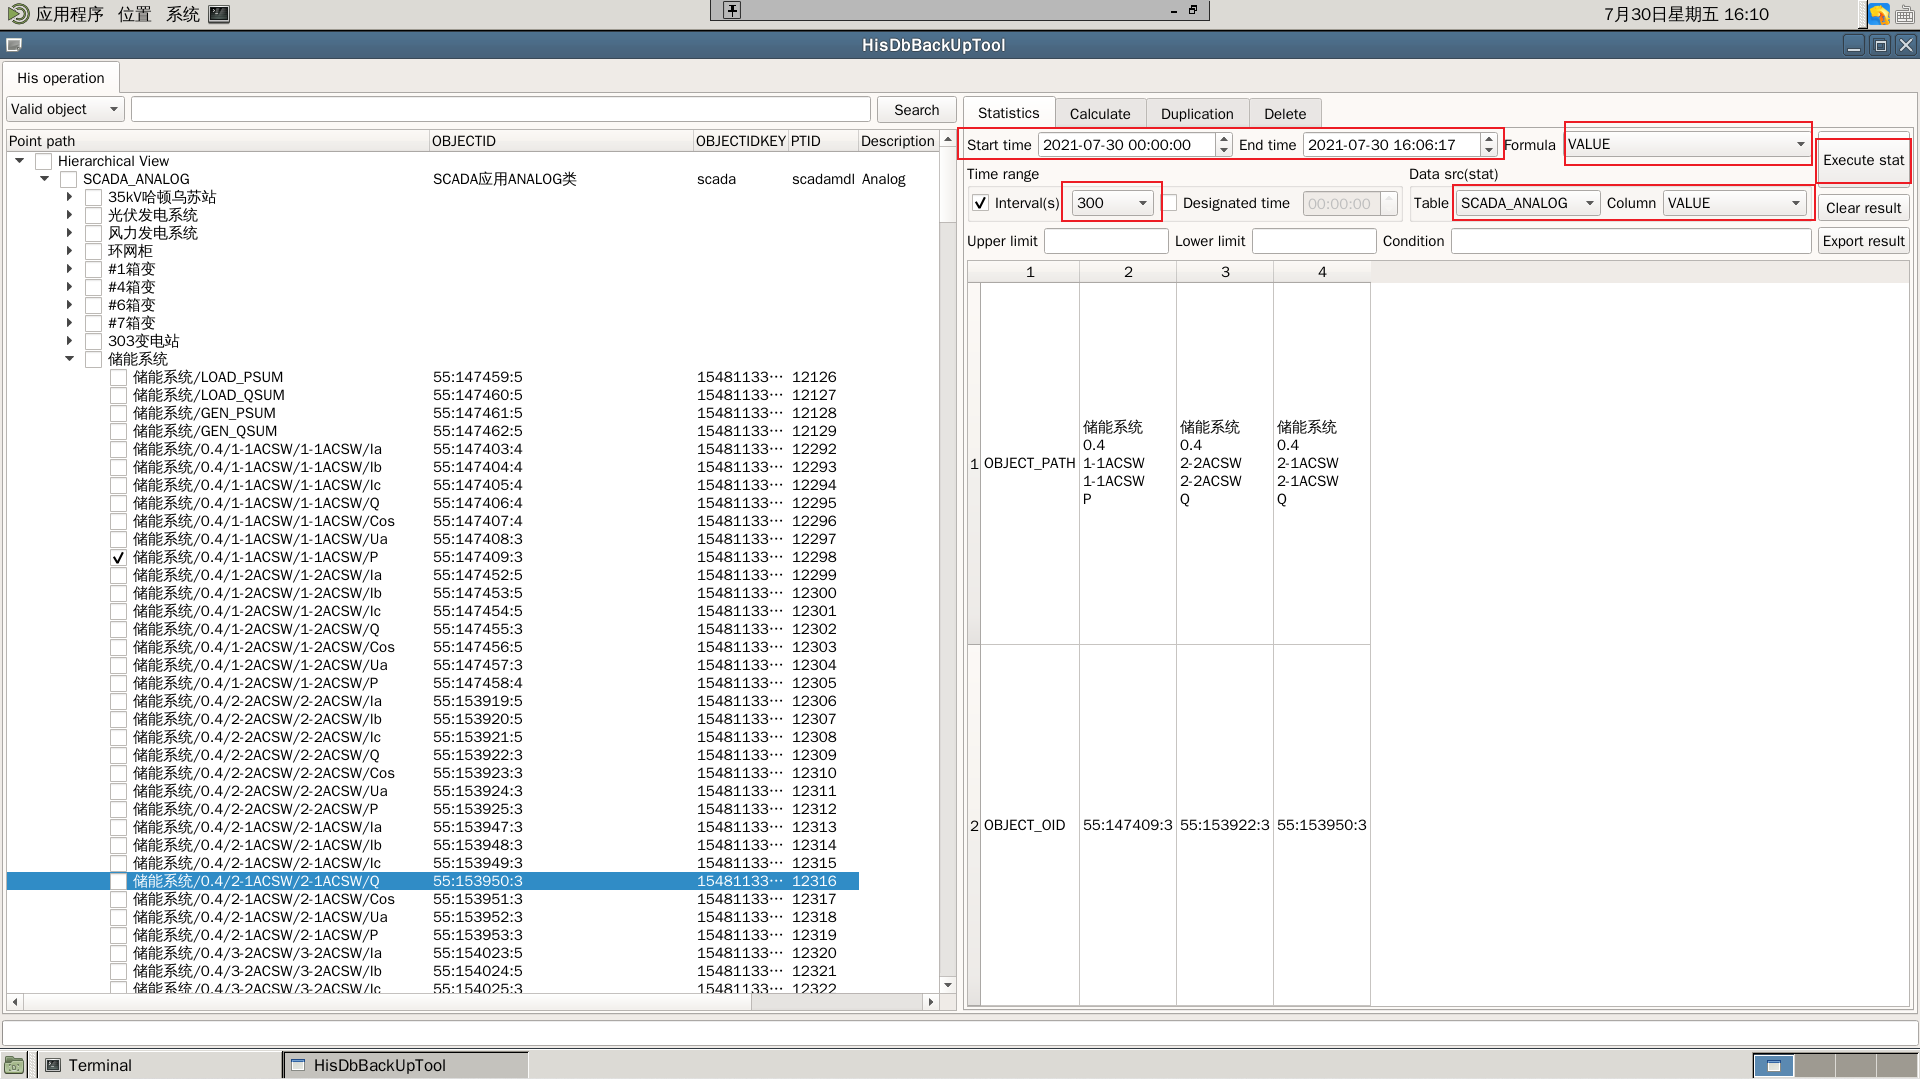 应用程序 位置 系统
7月30日星期五 16:10
HisDbBackUpTool
His operation
Valid object
Search
Point path OBJECTID OBJECTIDKEY PTID Description
Hierarchical View
SCADA_ANALOG SCADA应用ANALOG类 scada scadamdl Analog
35kV哈顿乌苏站
光伏发电系统
风力发电系统
环网柜
#1箱变
#4箱变
#6箱变
#7箱变
303变电站
储能系统
储能系统/LOAD_PSUM 55:147459:5 15481133··· 12126
储能系统/LOAD_QSUM 55:147460:5 15481133··· 12127
储能系统/GEN_PSUM 55:147461:5 15481133··· 12128
储能系统/GEN_QSUM 55:147462:5 15481133··· 12129
储能系统/0.4/1-1ACSW/1-1ACSW/Ia 55:147403:4 15481133··· 12292
储能系统/0.4/1-1ACSW/1-1ACSW/Ib 55:147404:4 15481133··· 12293
储能系统/0.4/1-1ACSW/1-1ACSW/Ic 55:147405:4 15481133··· 12294
储能系统/0.4/1-1ACSW/1-1ACSW/Q 55:147406:4 15481133··· 12295
储能系统/0.4/1-1ACSW/1-1ACSW/Cos 55:147407:4 15481133··· 12296
储能系统/0.4/1-1ACSW/1-1ACSW/Ua 55:147408:3 15481133··· 12297
储能系统/0.4/1-1ACSW/1-1ACSW/P 55:147409:3 15481133··· 12298
储能系统/0.4/1-2ACSW/1-2ACSW/Ia 55:147452:5 15481133··· 12299
储能系统/0.4/1-2ACSW/1-2ACSW/Ib 55:147453:5 15481133··· 12300
储能系统/0.4/1-2ACSW/1-2ACSW/Ic 55:147454:5 15481133··· 12301
储能系统/0.4/1-2ACSW/1-2ACSW/Q 55:147455:3 15481133··· 12302
储能系统/0.4/1-2ACSW/1-2ACSW/Cos 55:147456:5 15481133··· 12303
储能系统/0.4/1-2ACSW/1-2ACSW/Ua 55:147457:3 15481133··· 12304
储能系统/0.4/1-2ACSW/1-2ACSW/P 55:147458:4 15481133··· 12305
储能系统/0.4/2-2ACSW/2-2ACSW/Ia 55:153919:5 15481133··· 12306
储能系统/0.4/2-2ACSW/2-2ACSW/Ib 55:153920:5 15481133··· 12307
储能系统/0.4/2-2ACSW/2-2ACSW/Ic 55:153921:5 15481133··· 12308
储能系统/0.4/2-2ACSW/2-2ACSW/Q 55:153922:3 15481133··· 12309
储能系统/0.4/2-2ACSW/2-2ACSW/Cos 55:153923:3 15481133··· 12310
储能系统/0.4/2-2ACSW/2-2ACSW/Ua 55:153924:3 15481133··· 12311
储能系统/0.4/2-2ACSW/2-2ACSW/P 55:153925:3 15481133··· 12312
储能系统/0.4/2-1ACSW/2-1ACSW/Ia 55:153947:3 15481133··· 12313
储能系统/0.4/2-1ACSW/2-1ACSW/Ib 55:153948:3 15481133··· 12314
储能系统/0.4/2-1ACSW/2-1ACSW/Ic 55:153949:3 15481133··· 12315
储能系统/0.4/2-1ACSW/2-1ACSW/Q 55:153950:3 15481133··· 12316
储能系统/0.4/2-1ACSW/2-1ACSW/Cos 55:153951:3 15481133··· 12317
储能系统/0.4/2-1ACSW/2-1ACSW/Ua 55:153952:3 15481133··· 12318
储能系统/0.4/2-1ACSW/2-1ACSW/P 55:153953:3 15481133··· 12319
储能系统/0.4/3-2ACSW/3-2ACSW/Ia 55:154023:5 15481133··· 12320
储能系统/0.4/3-2ACSW/3-2ACSW/Ib 55:154024:5 15481133··· 12321
储能系统/0.4/3-2ACSW/3-2ACSW/Ic 55:154025:3 15481133··· 12322
Statistics Calculate Duplication Delete
Start time 2021-07-30 00:00:00 End time 2021-07-30 16:06:17 Formula VALUE
Execute stat
Time range Data src(stat)
Interval(s) 300 Designated time 00:00:00 Table SCADA_ANALOG Column VALUE
Clear result
Upper limit Lower limit Condition Export result
1 2 3 4
1 OBJECT_PATH
储能系统
0.4
1-1ACSW
1-1ACSW
P
储能系统
0.4
2-2ACSW
2-2ACSW
Q
储能系统
0.4
2-1ACSW
2-1ACSW
Q
2 OBJECT_OID 55:147409:3 55:153922:3 55:153950:3
Terminal
HisDbBackUpTool